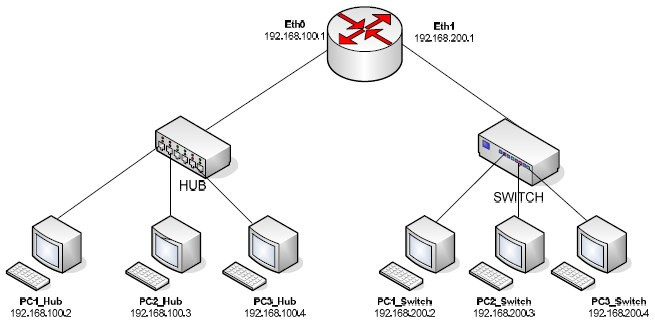 Eth0
192.168.100.1
Eth1
192.168.200.1
HUB
SWITCH
PC1_Hub
192.168.100.2
PC2_Hub
192.168.100.3
PC3_Hub
192.168.100.4
PC1_Switch
192.168.200.2
PC2_Switch
192.168.200.3
PC3_Switch
192.168.200.4